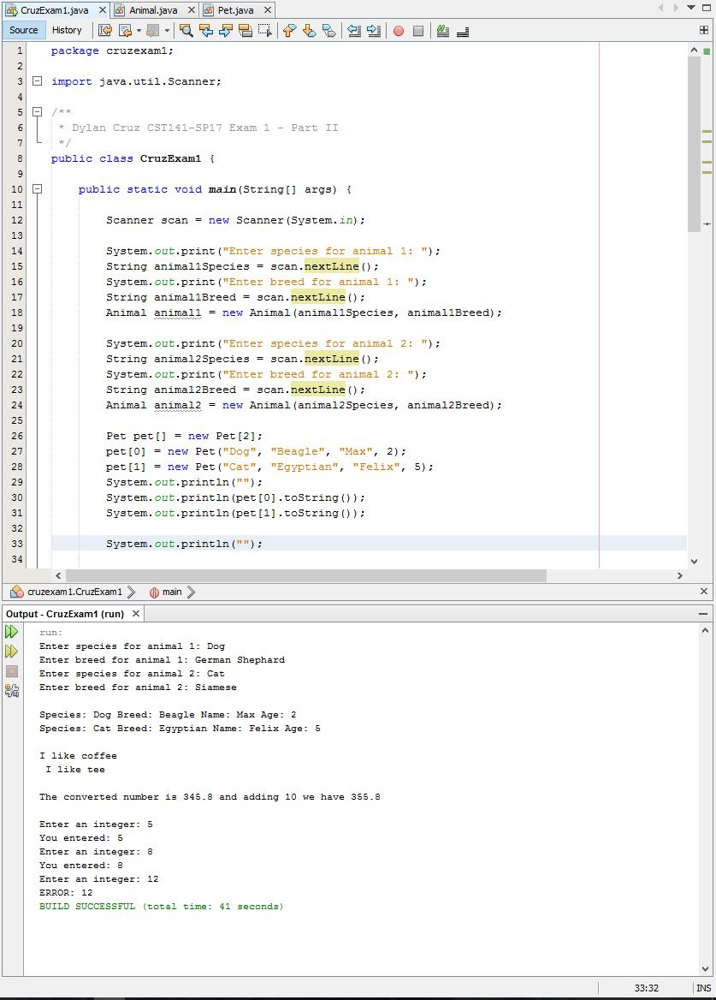 CruzExam1.java Animal.java Pet.java
Source History
1 package cruzexam1;
2
3 import java.util.Scanner;
4
5 /**
6 * Dylan Cruz CST141-SP17 Exam 1 - Part II
7 */
8 public class CruzExam1 {
9
10 public static void main(String[] args) {
11
12 Scanner scan = new Scanner(System.in);
13
14 System.out.print("Enter species for animal 1: ");
15 String animal1Species = scan.nextLine();
16 System.out.print("Enter breed for animal 1: ");
17 String animal1Breed = scan.nextLine();
18 Animal animal1 = new Animal(animal1Species, animal1Breed);
19
20 System.out.print("Enter species for animal 2: ");
21 String animal2Species = scan.nextLine();
22 System.out.print("Enter breed for animal 2: ");
23 String animal2Breed = scan.nextLine();
24 Animal animal2 = new Animal(animal2Species, animal2Breed);
25
26 Pet pet[] = new Pet[2];
27 pet[0] = new Pet("Dog", "Beagle", "Max", 2);
28 pet[1] = new Pet("Cat", "Egyptian", "Felix", 5);
29 System.out.println("");
30 System.out.println(pet[0].toString());
31 System.out.println(pet[1].toString());
32
33 System.out.println("");
34
cruzexam1.CruzExam1 main
Output - CruzExam1 (run)
run:
Enter species for animal 1: Dog
Enter breed for animal 1: German Shephard
Enter species for animal 2: Cat
Enter breed for animal 2: Siamese
Species: Dog Breed: Beagle Name: Max Age: 2
Species: Cat Breed: Egyptian Name: Felix Age: 5
I like coffee
I like tee
The converted number is 345.8 and adding 10 we have 355.8
Enter an integer: 5
You entered: 5
Enter an integer: 8
You entered: 8
Enter an integer: 12
ERROR: 12
BUILD SUCCESSFUL (total time: 41 seconds)
33:32 INS